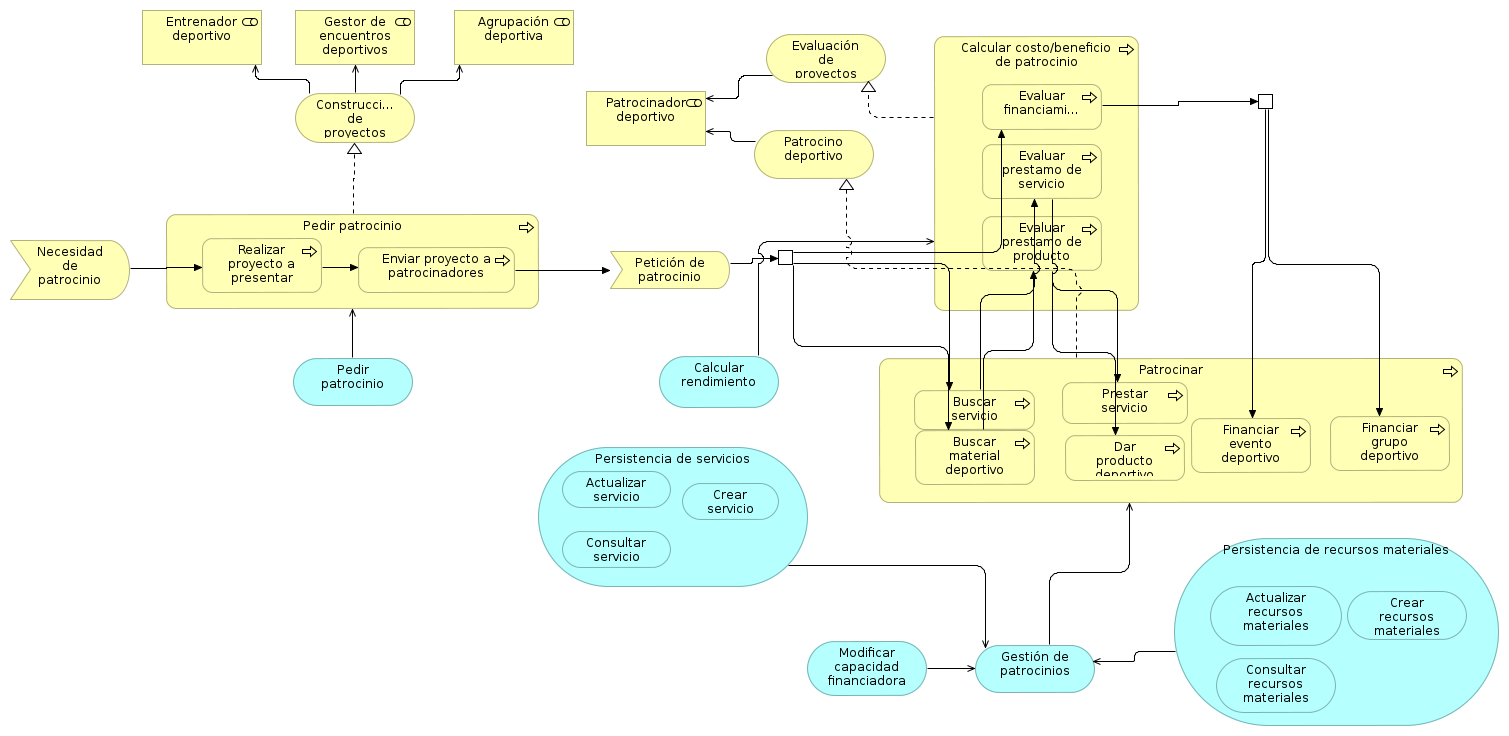 Entrenador
deportivo
Gestor de
encuentros
deportivos
Agrupación
deportiva
Construcci...
de
proyectos
Evaluación
de
proyectos
Patrocinador
deportivo
Patrocino
deportivo
Calcular costo/beneficio
de patrocinio
Evaluar
financiami...
Evaluar
prestamo de
servicio
Evaluar
prestamo de
producto
Necesidad
de
patrocinio
Pedir patrocinio
Realizar
proyecto a
presentar
Enviar proyecto a
patrocinadores
Petición de
patrocinio
Pedir
patrocinio
Calcular
rendimiento
Patrocinar
Buscar
servicio
Buscar
material
deportivo
Prestar
servicio
Dar
producto
deportivo
Financiar
evento
deportivo
Financiar
grupo
deportivo
Persistencia de servicios
Actualizar
servicio
Crear
servicio
Consultar
servicio
Persistencia de recursos materiales
Actualizar
recursos
materiales
Crear
recursos
materiales
Consultar
recursos
materiales
Modificar
capacidad
financiadora
Gestión de
patrocinios